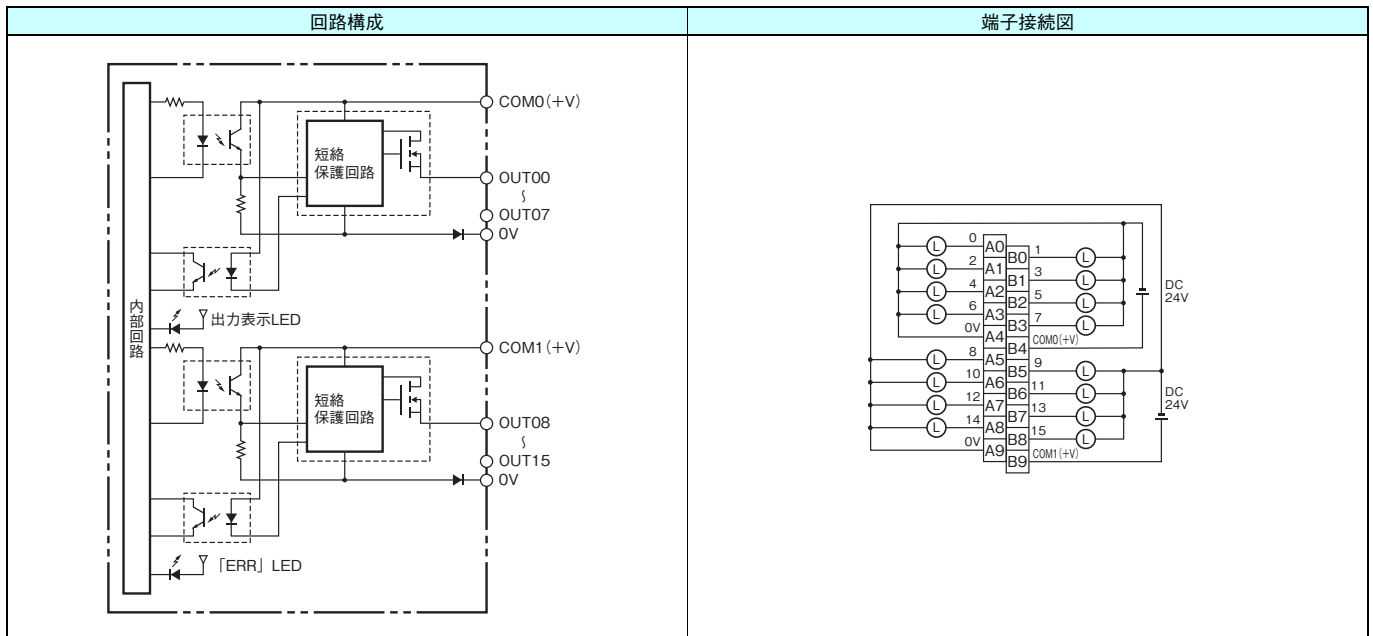 回路構成
端子接続図
COM0(+V)
短絡
保護回路
OUT00
∫
OUT07
0V
内部回路
出力表示LED
COM1(+V)
短絡
保護回路
OUT08
∫
OUT15
0V
「ERR」LED
L 0 A0
B0 1 L
L 2 A1
B1 3 L
L 4 A2
B2 5 L
L 6 A3
B3 7 L
0V A4
B4 COM0(+V)
DC
24V
L 8 A5
B5 9 L
L 10 A6
B6 11 L
L 12 A7
B7 13 L
L 14 A8
B8 15 L
0V A9
B9 COM1(+V)
DC
24V